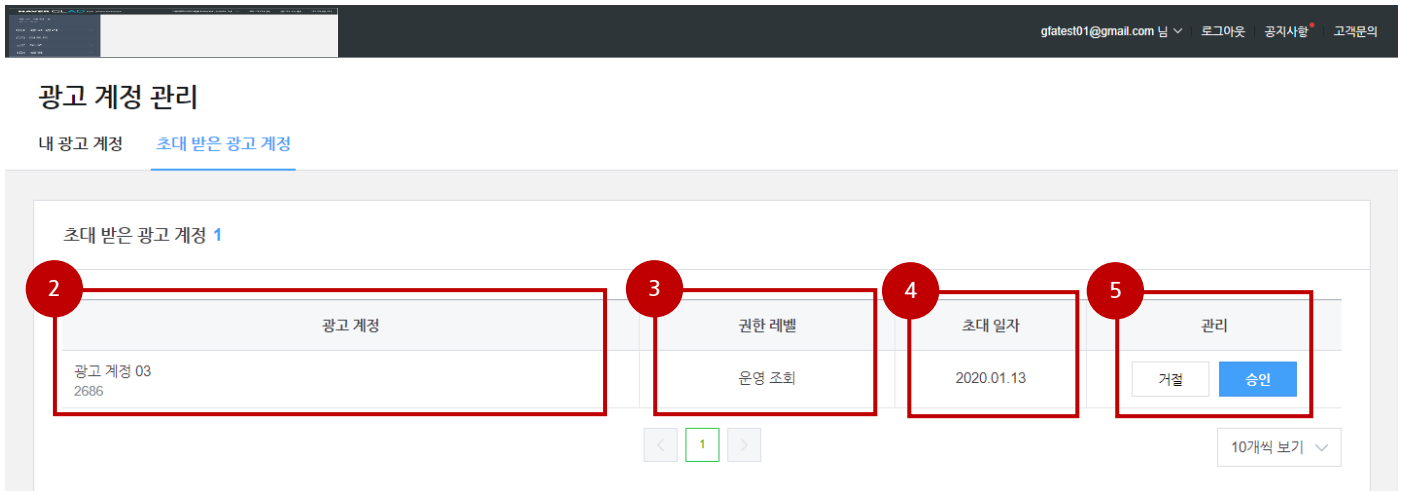 NAVER GLAD
gfatest01@gmail.com 님 로그아웃 공지사항 고객문의
광고 계정 관리
내 광고 계정 초대 받은 광고 계정
초대 받은 광고 계정 1
2 3 4 5
광고 계정 권한 레벨 초대 일자 관리
광고 계정 03 운영 조회 2020.01.13 거절 승인
2686
1 10개씩 보기